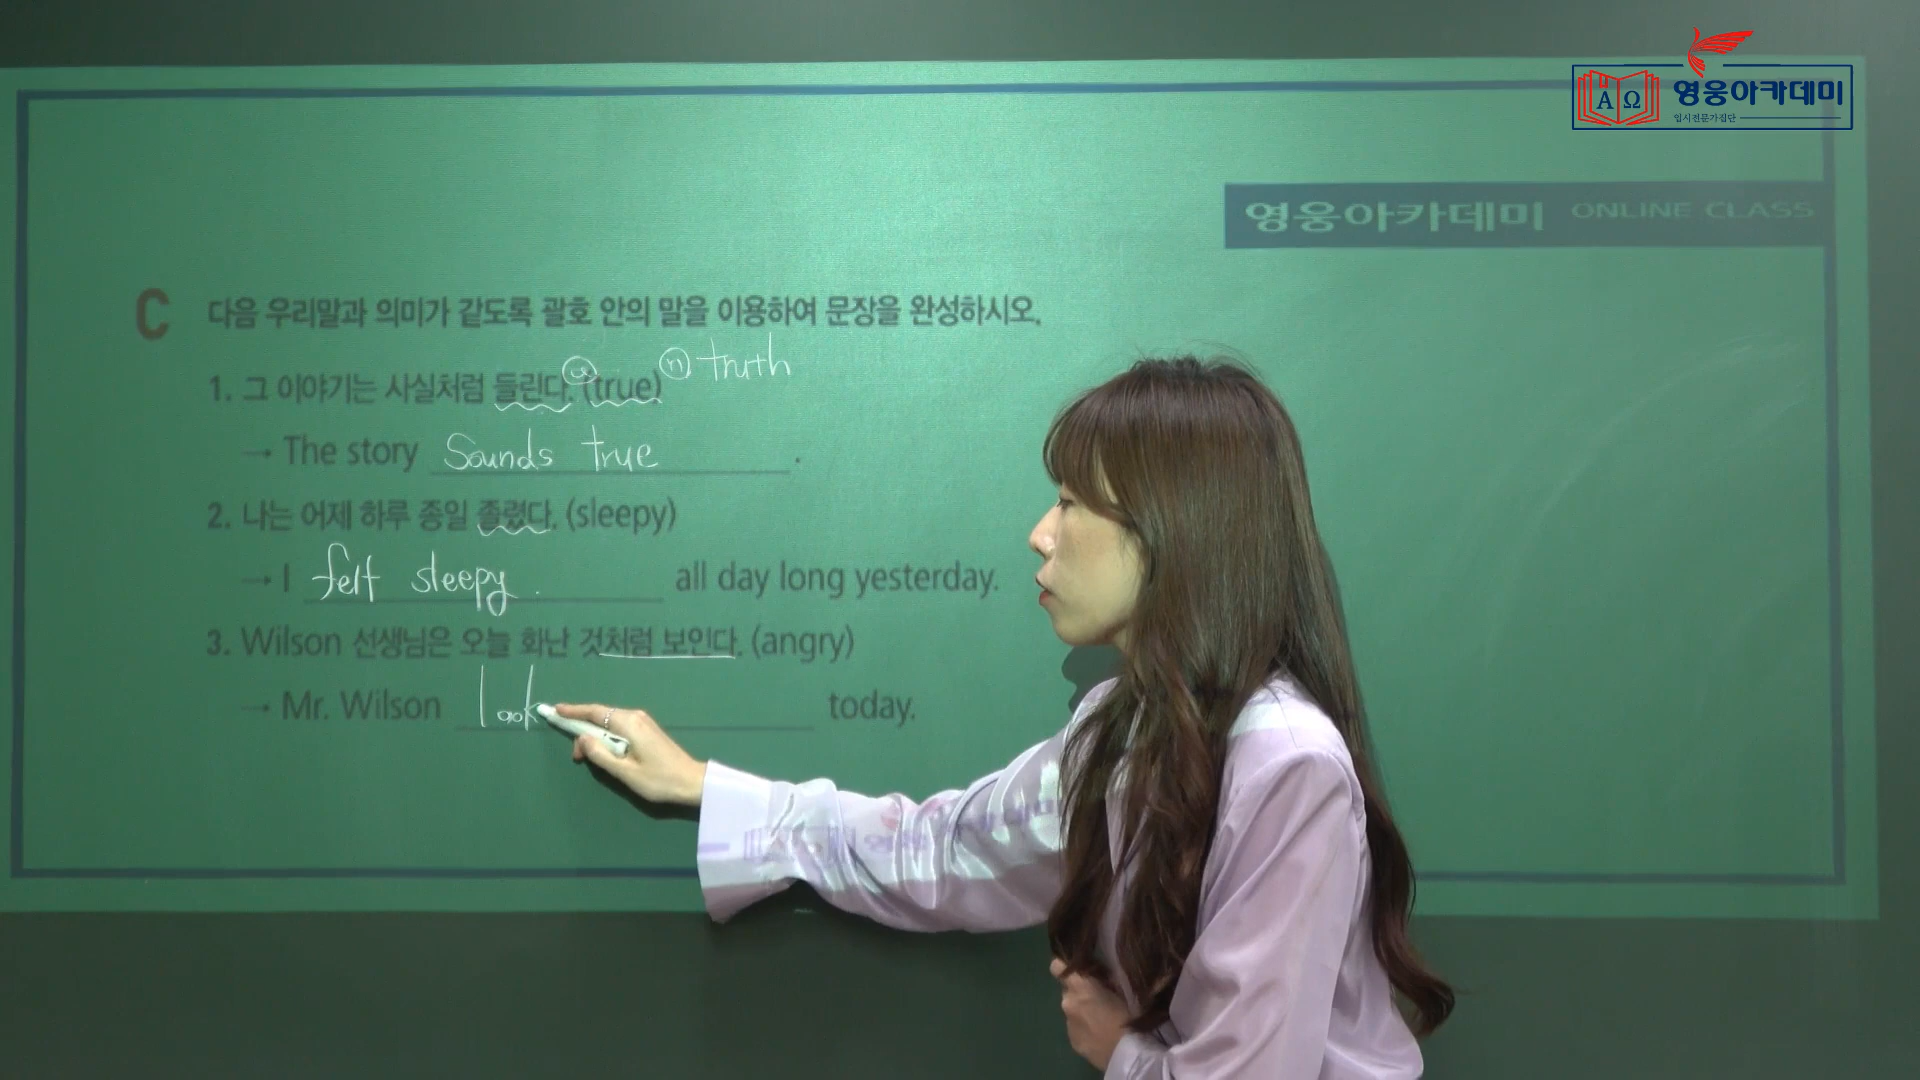 영웅아카데미
입시전문가집단
영웅아카데미 ONLINE CLASS
C 다음 우리말과 의미가 같도록 괄호 안의 말을 이용하여 문장을 완성하시오.
ⓐ ⓝ truth
1. 그 이야기는 사실처럼 들린다. (true)
→ The story Sounds true .
2. 나는 어제 하루 종일 졸렸다. (sleepy)
→ I felt sleepy . all day long yesterday.
3. Wilson 선생님은 오늘 화난 것처럼 보인다. (angry)
→ Mr. Wilson look today.